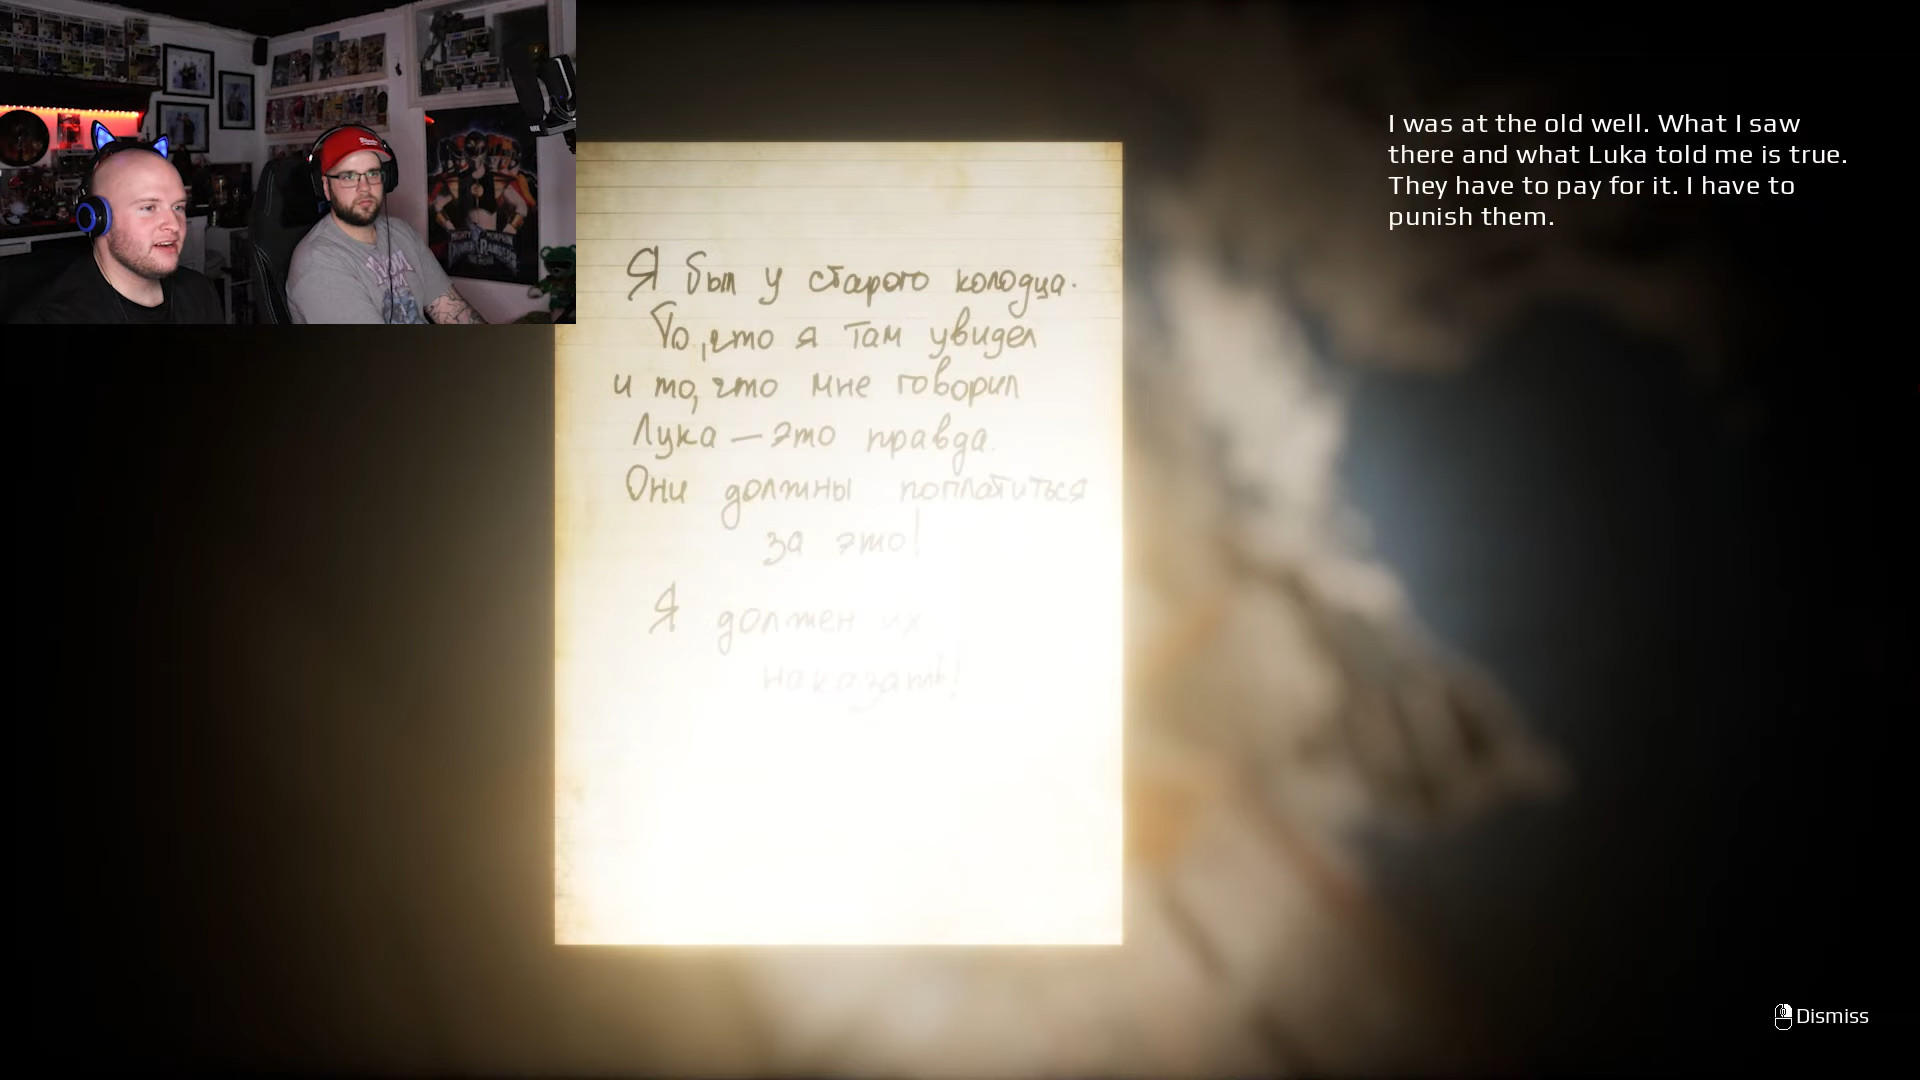 I was at the old well. What I saw
there and what Luka told me is true.
They have to pay for it. I have to
punish them.
Я был у старого колодца.
То, что я там увидел
и то, что мне говорил
Лука — это правда.
Они должны поплатиться
за это!
Я должен их
наказать!
Dismiss